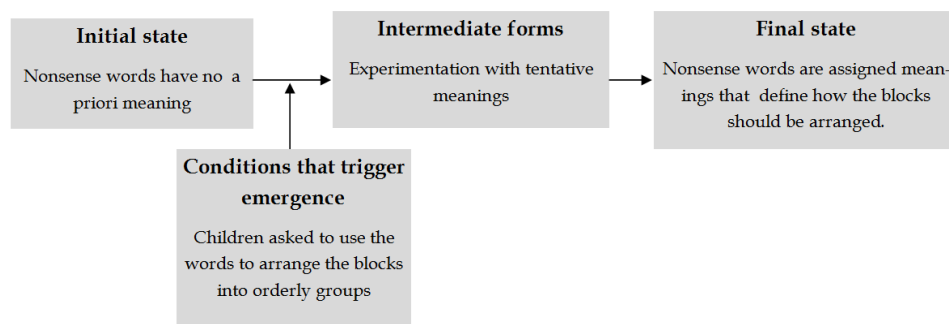 Initial state
Nonsense words have no a
priori meaning
Intermediate forms
Experimentation with tentative
meanings
Final state
Nonsense words are assigned mean-
ings that define how the blocks
should be arranged.
Conditions that trigger
emergence
Children asked to use the
words to arrange the blocks
into orderly groups